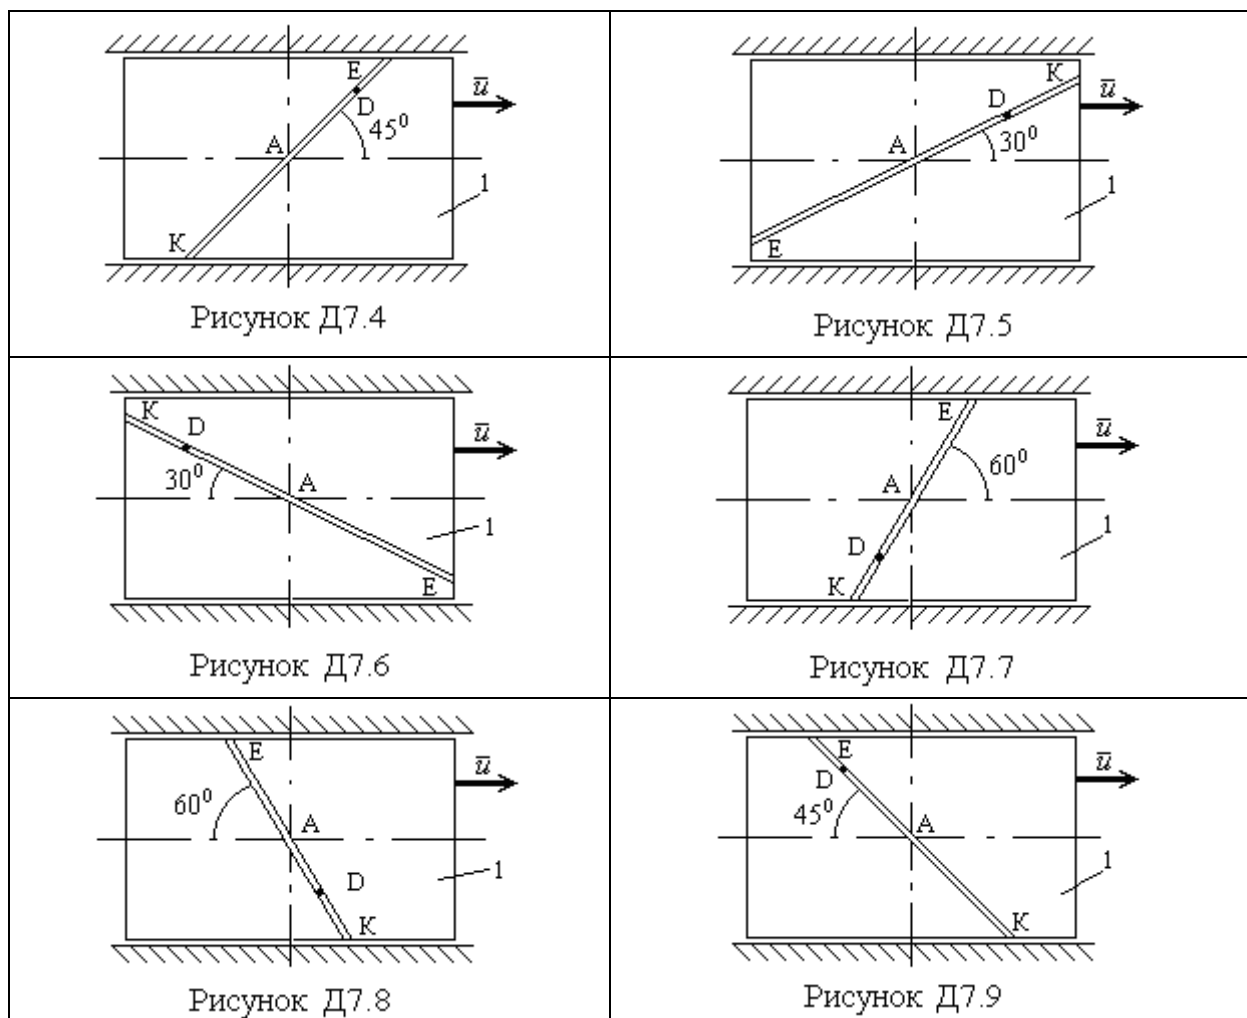 E
D
ū
A
45⁰
1
K
Рисунок Д7.4
K
D
ū
A
30⁰
1
E
Рисунок Д7.5
K
D
ū
30⁰
A
1
E
Рисунок Д7.6
E
ū
60⁰
A
D
1
K
Рисунок Д7.7
E
ū
60⁰
A
D
1
K
Рисунок Д7.8
E
D
ū
45⁰
A
1
K
Рисунок Д7.9